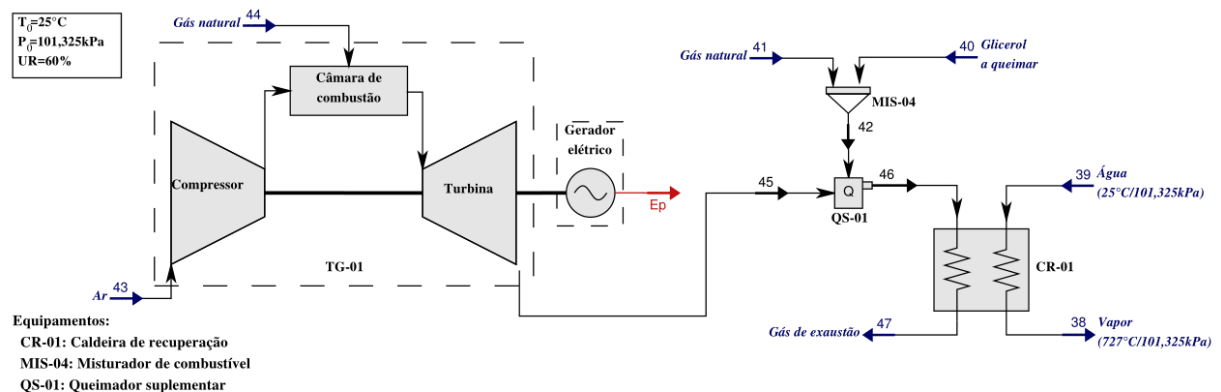 T0=25°C
P0=101,325kPa
UR=60%
44
Gás natural
Câmara de
combustão
Compressor
Turbina
TG-01
Gerador
elétrico
Ep
43
Ar
41
Gás natural
40
Glicerol
a queimar
MIS-04
42
45
Q
QS-01
46
39
Água
(25°C/101,325kPa)
CR-01
47
Gás de exaustão
38
Vapor
(727°C/101,325kPa)
Equipamentos:
CR-01: Caldeira de recuperação
MIS-04: Misturador de combustível
QS-01: Queimador suplementar